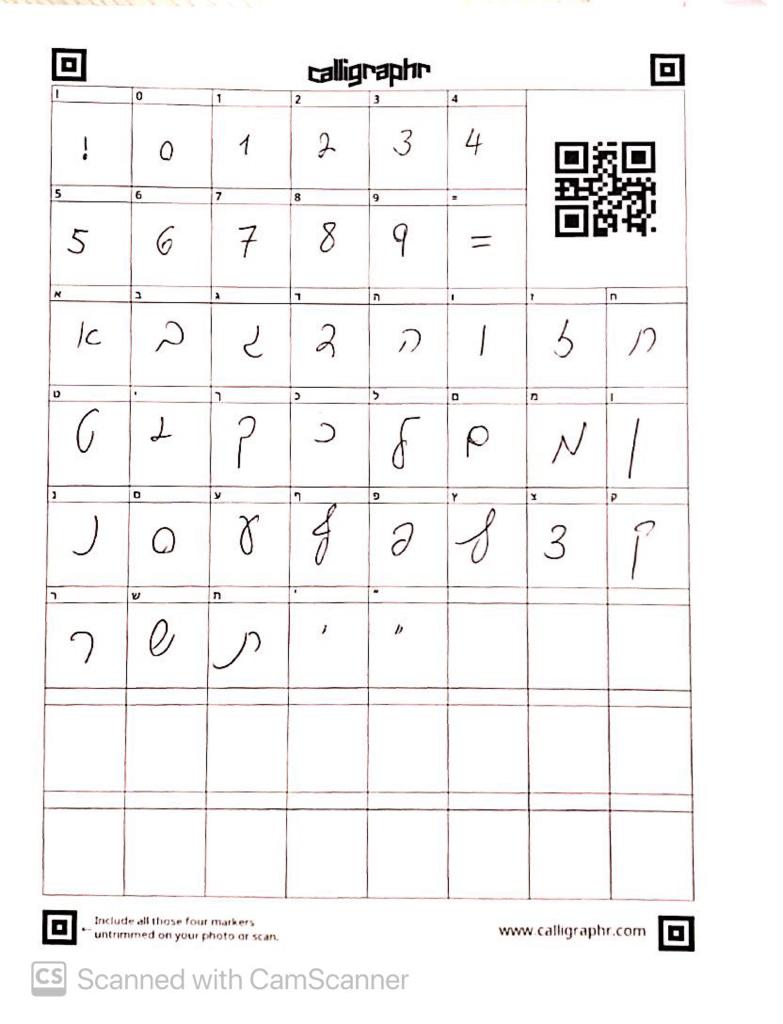 calligraphr
! 0 1 2 3 4
! 0 1 2 3 4
5 6 7 8 9 =
5 6 7 8 9 =
א ב ג ד ה ו ז ח
א ב ג ד ה ו ז ח
ט י ך כ ל ם מ ן
ט י ך כ ל ם מ ן
נ ס ע ף פ ץ צ ק
נ ס ע ף פ ץ צ ק
ר ש ת ' "
ר ש ת ' "
Include all those four markers
← untrimmed on your photo or scan.
www.calligraphr.com
CS Scanned with CamScanner